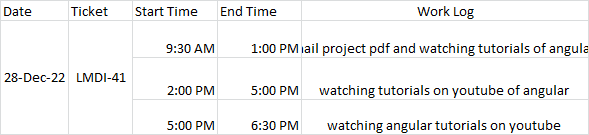 Date Ticket Start Time End Time Work Log
9:30 AM 1:00 PM project pdf and watching tutorials of
28-Dec-22 LMDI-41 2:00 PM 5:00 PM watching tutorials on youtube of angular
5:00 PM 6:30 PM watching angular tutorials on youtube